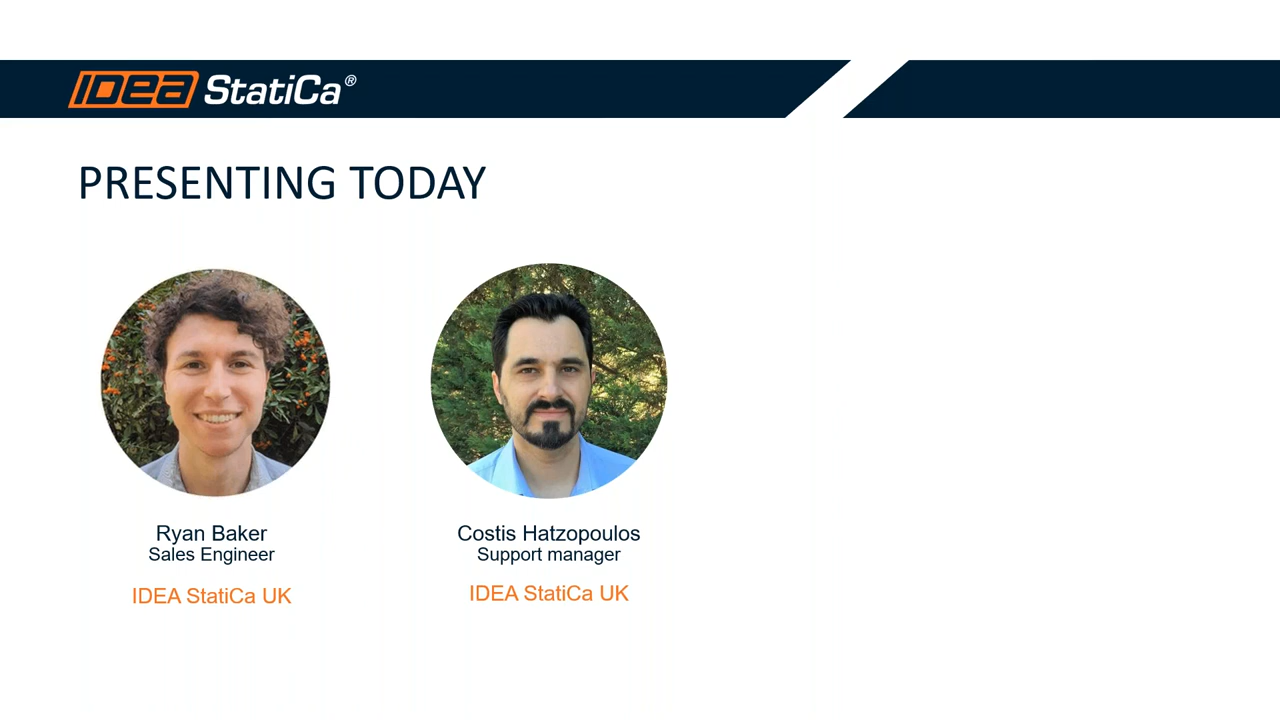 IDEA StatiCa®
PRESENTING TODAY
Ryan Baker
Sales Engineer
IDEA StatiCa UK
Costis Hatzopoulos
Support manager
IDEA StatiCa UK